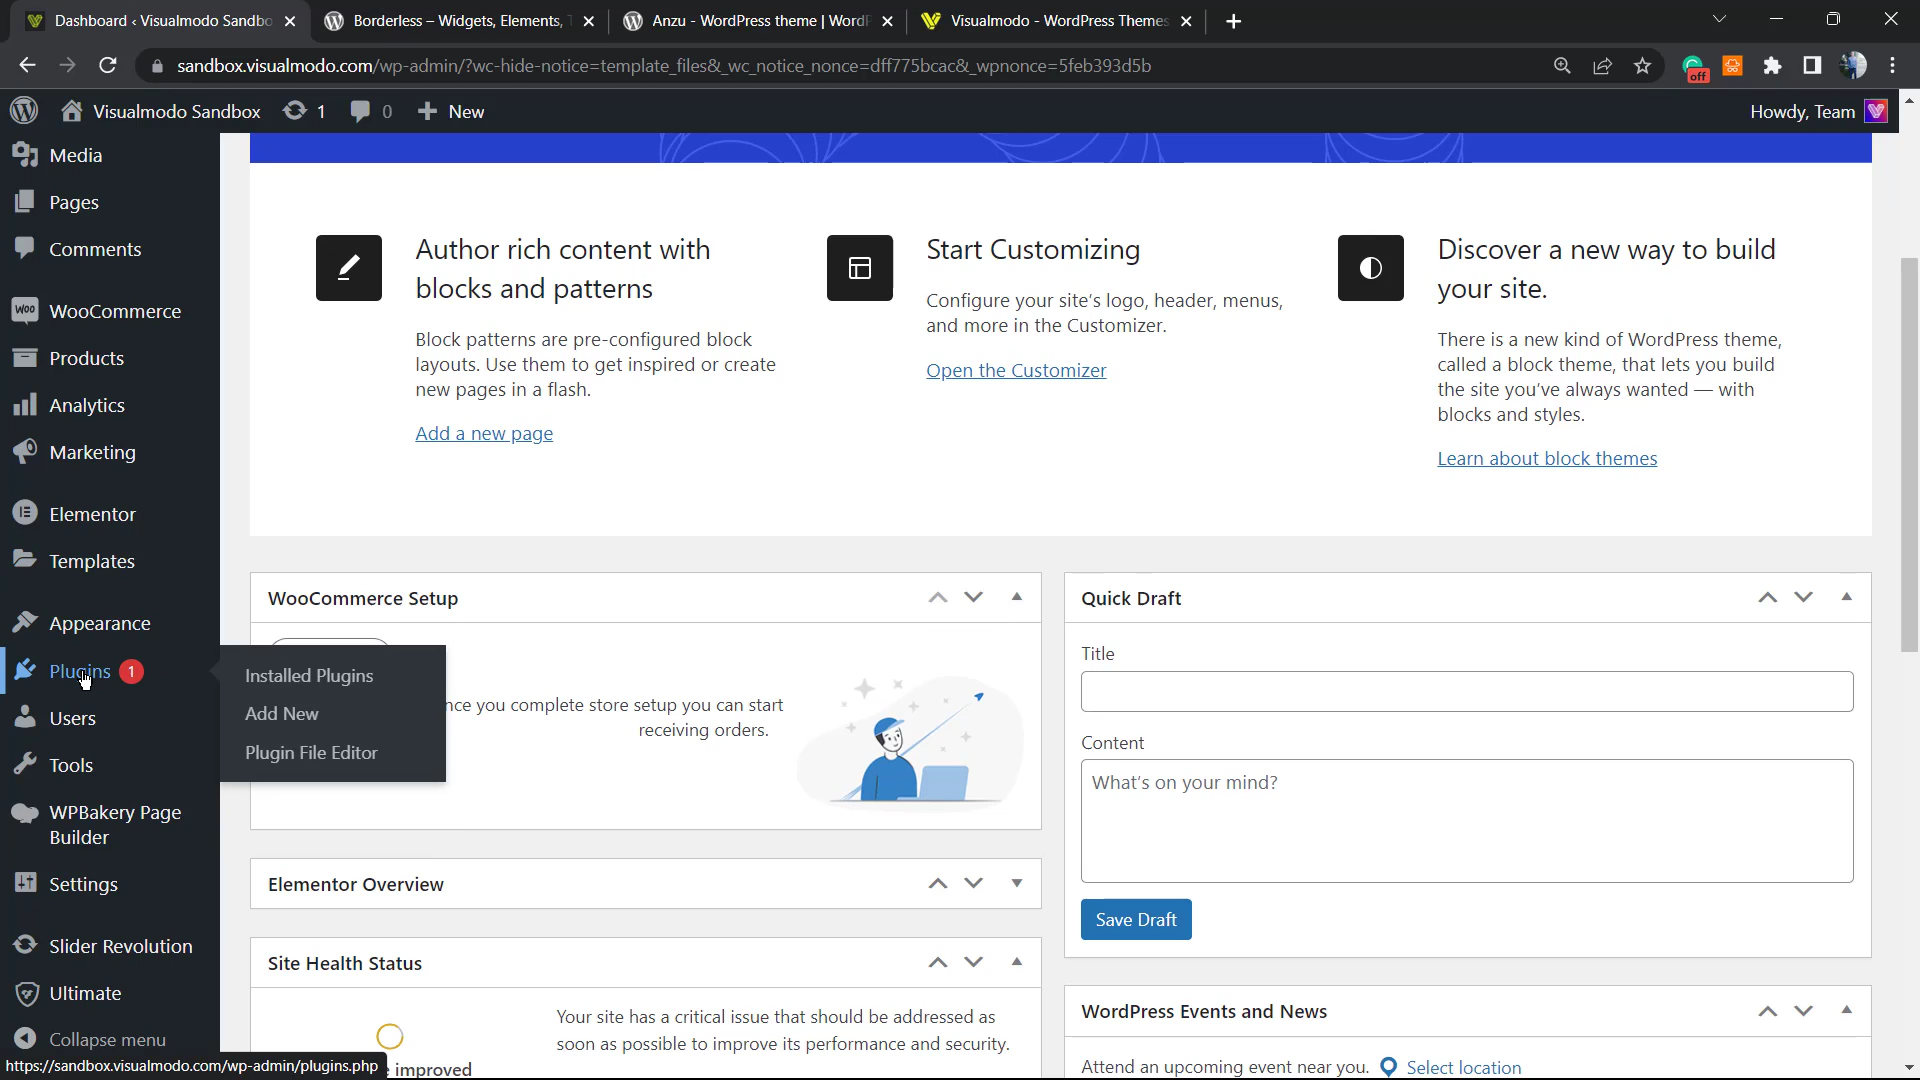 Dashboard ‹ Visualmodo Sandbo
Borderless – Widgets, Elements, T
Anzu - WordPress theme | WordP
Visualmodo - WordPress Themes
sandbox.visualmodo.com/wp-admin/?wc-hide-notice=template_files&_wc_notice_nonce=dff775bcac&_wpnonce=5feb393d5b
off
Visualmodo Sandbox
1
0
New
Howdy, Team
Media
Pages
Comments
WOO
WooCommerce
Products
Analytics
Marketing
Elementor
Templates
Appearance
Plugins 1
Users
Tools
WPBakery Page
Builder
Settings
Slider Revolution
Ultimate
Collapse menu
Installed Plugins
Add New
Plugin File Editor
Author rich content with
blocks and patterns
Block patterns are pre-configured block
layouts. Use them to get inspired or create
new pages in a flash.
Add a new page
Start Customizing
Configure your site's logo, header, menus,
and more in the Customizer.
Open the Customizer
Discover a new way to build
your site.
There is a new kind of WordPress theme,
called a block theme, that lets you build
the site you've always wanted — with
blocks and styles.
Learn about block themes
WooCommerce Setup
nce you complete store setup you can start
receiving orders.
Elementor Overview
Site Health Status
Your site has a critical issue that should be addressed as
soon as possible to improve its performance and security.
improved
Quick Draft
Title
Content
What's on your mind?
Save Draft
WordPress Events and News
Attend an upcoming event near you.
Select location
https://sandbox.visualmodo.com/wp-admin/plugins.php